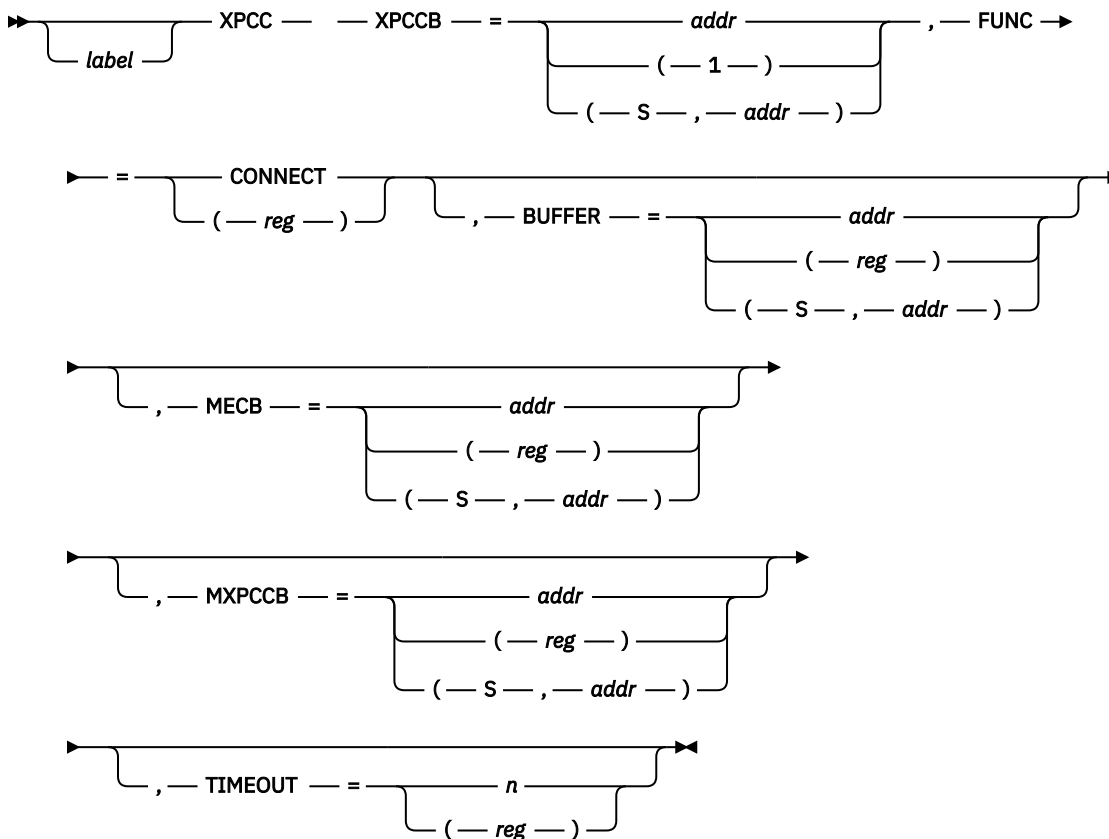 XPCC XPCCB = addr , FUNC
label ( 1 )
( S , addr )
= CONNECT
( reg ) , BUFFER = addr
( reg )
( S , addr )
, MECB = addr
( reg )
( S , addr )
, MXPCCB = addr
( reg )
( S , addr )
, TIMEOUT = n
( reg )